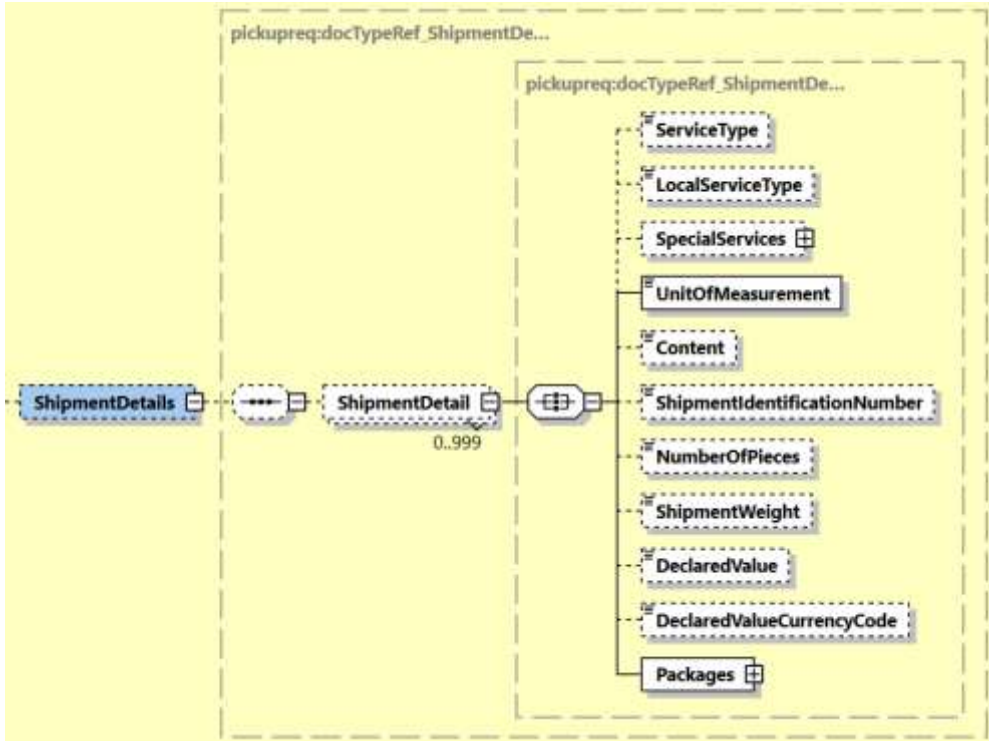 pickupreq:docTypeRef_ShipmentDe...
pickupreq:docTypeRef_ShipmentDe...
ServiceType
LocalServiceType
SpecialServices
UnitOfMeasurement
Content
ShipmentDetails
ShipmentDetail
0..999
ShipmentIdentificationNumber
NumberOfPieces
ShipmentWeight
DeclaredValue
DeclaredValueCurrencyCode
Packages